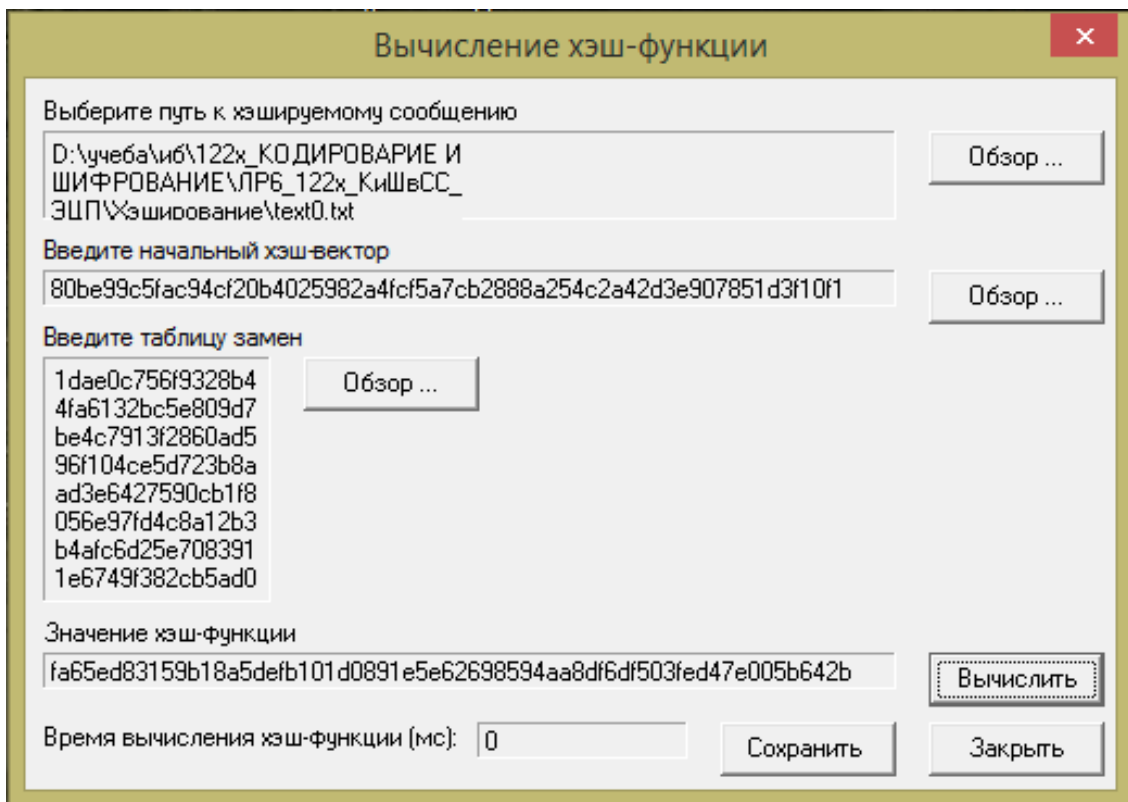 Вычисление хэш-функции
Выберите путь к хэшируемому сообщению
D:\учеба\иб\122х_КОДИРОВАРИЕ И
ШИФРОВАНИЕ\ЛР6_122х_КиШвСС_
ЭЦП\Хэширование\text0.txt
Обзор ...
Введите начальный хэш-вектор
80be99c5fac94cf20b4025982a4fcf5a7cb2888a254c2a42d3e907851d3f10f1
Обзор ...
Введите таблицу замен
1dae0c756f9328b4
4fa6132bc5e809d7
be4c7913f2860ad5
96f104ce5d723b8a
ad3e6427590cb1f8
056e97fd4c8a12b3
b4afc6d25e708391
1e6749f382cb5ad0
Обзор ...
Значение хэш-функции
fa65ed83159b18a5defb101d0891e5e62698594aa8df6df503fed47e005b642b
Вычислить
Время вычисления хэш-функции (мс): 0
Сохранить
Закрыть